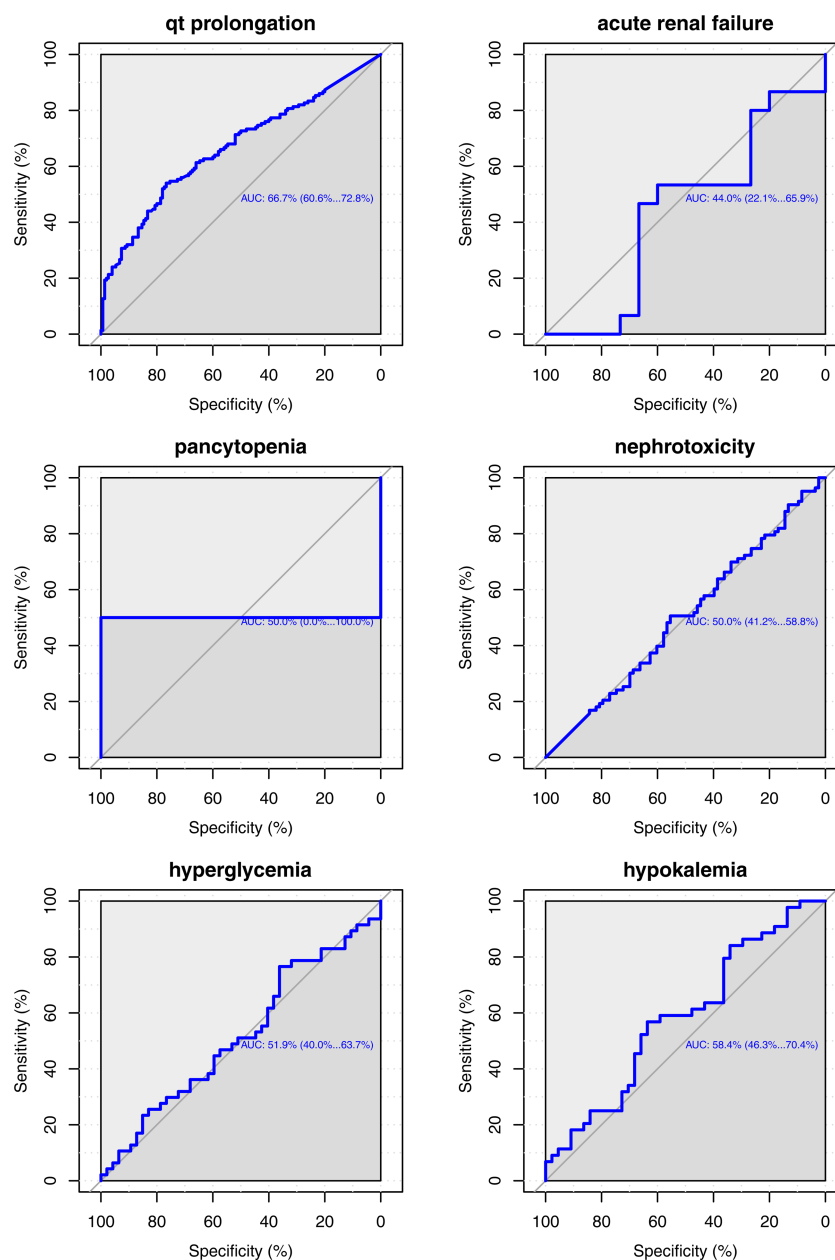 qt prolongation
Sensitivity (%)
100
80
60
40
20
0
AUC: 66.7% (60.6%...72.8%)
100 80 60 40 20 0
Specificity (%)
acute renal failure
Sensitivity (%)
100
80
60
40
20
0
AUC: 44.0% (22.1%...65.9%)
100 80 60 40 20 0
Specificity (%)
pancytopenia
Sensitivity (%)
100
80
60
40
20
0
AUC: 50.0% (0.0%...100.0%)
100 80 60 40 20 0
Specificity (%)
nephrotoxicity
Sensitivity (%)
100
80
60
40
20
0
AUC: 50.0% (41.2%...58.8%)
100 80 60 40 20 0
Specificity (%)
hyperglycemia
Sensitivity (%)
100
80
60
40
20
0
AUC: 51.9% (40.0%...63.7%)
100 80 60 40 20 0
Specificity (%)
hypokalemia
Sensitivity (%)
100
80
60
40
20
0
AUC: 58.4% (46.3%...70.4%)
100 80 60 40 20 0
Specificity (%)